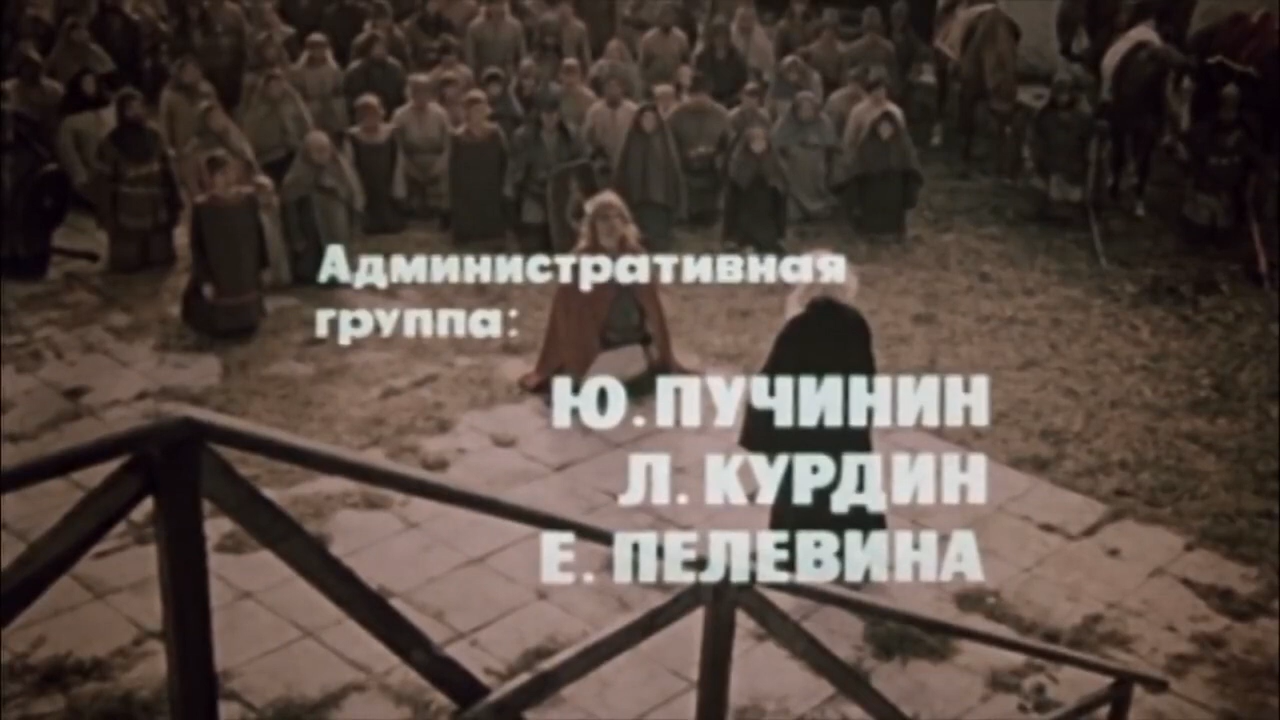 Административная
группа:
Ю. ПУЧИНИН
Л. КУРДИН
Е. ПЕЛЕВИНА